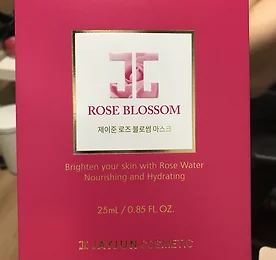 ROSE BLOSSOM
제이준 로즈 블로썸 마스크
Brighten your skin with Rose Water
Nourishing and Hydrating
25mL / 0.85 FL. OZ.
JAYJUN COSMETIC